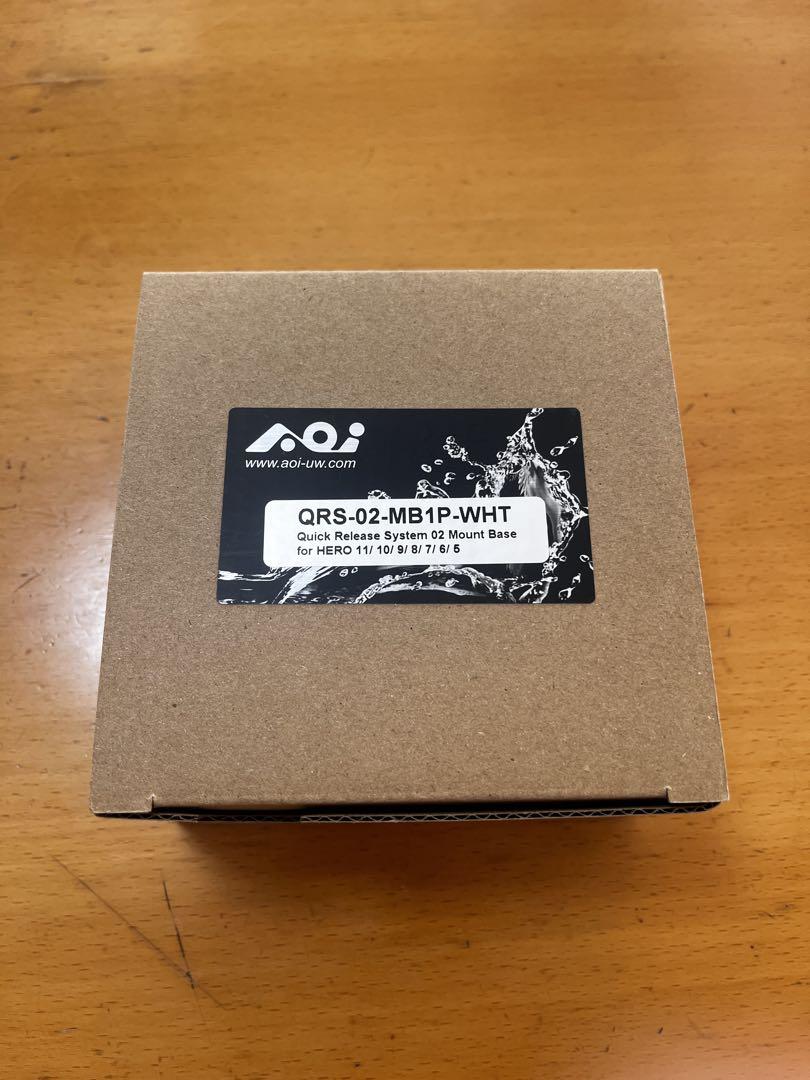 AOi
www.aoi-uw.com
QRS-02-MB1P-WHT
Quick Release System 02 Mount Base
for HERO 11/ 10/ 9/ 8/ 7/ 6/ 5